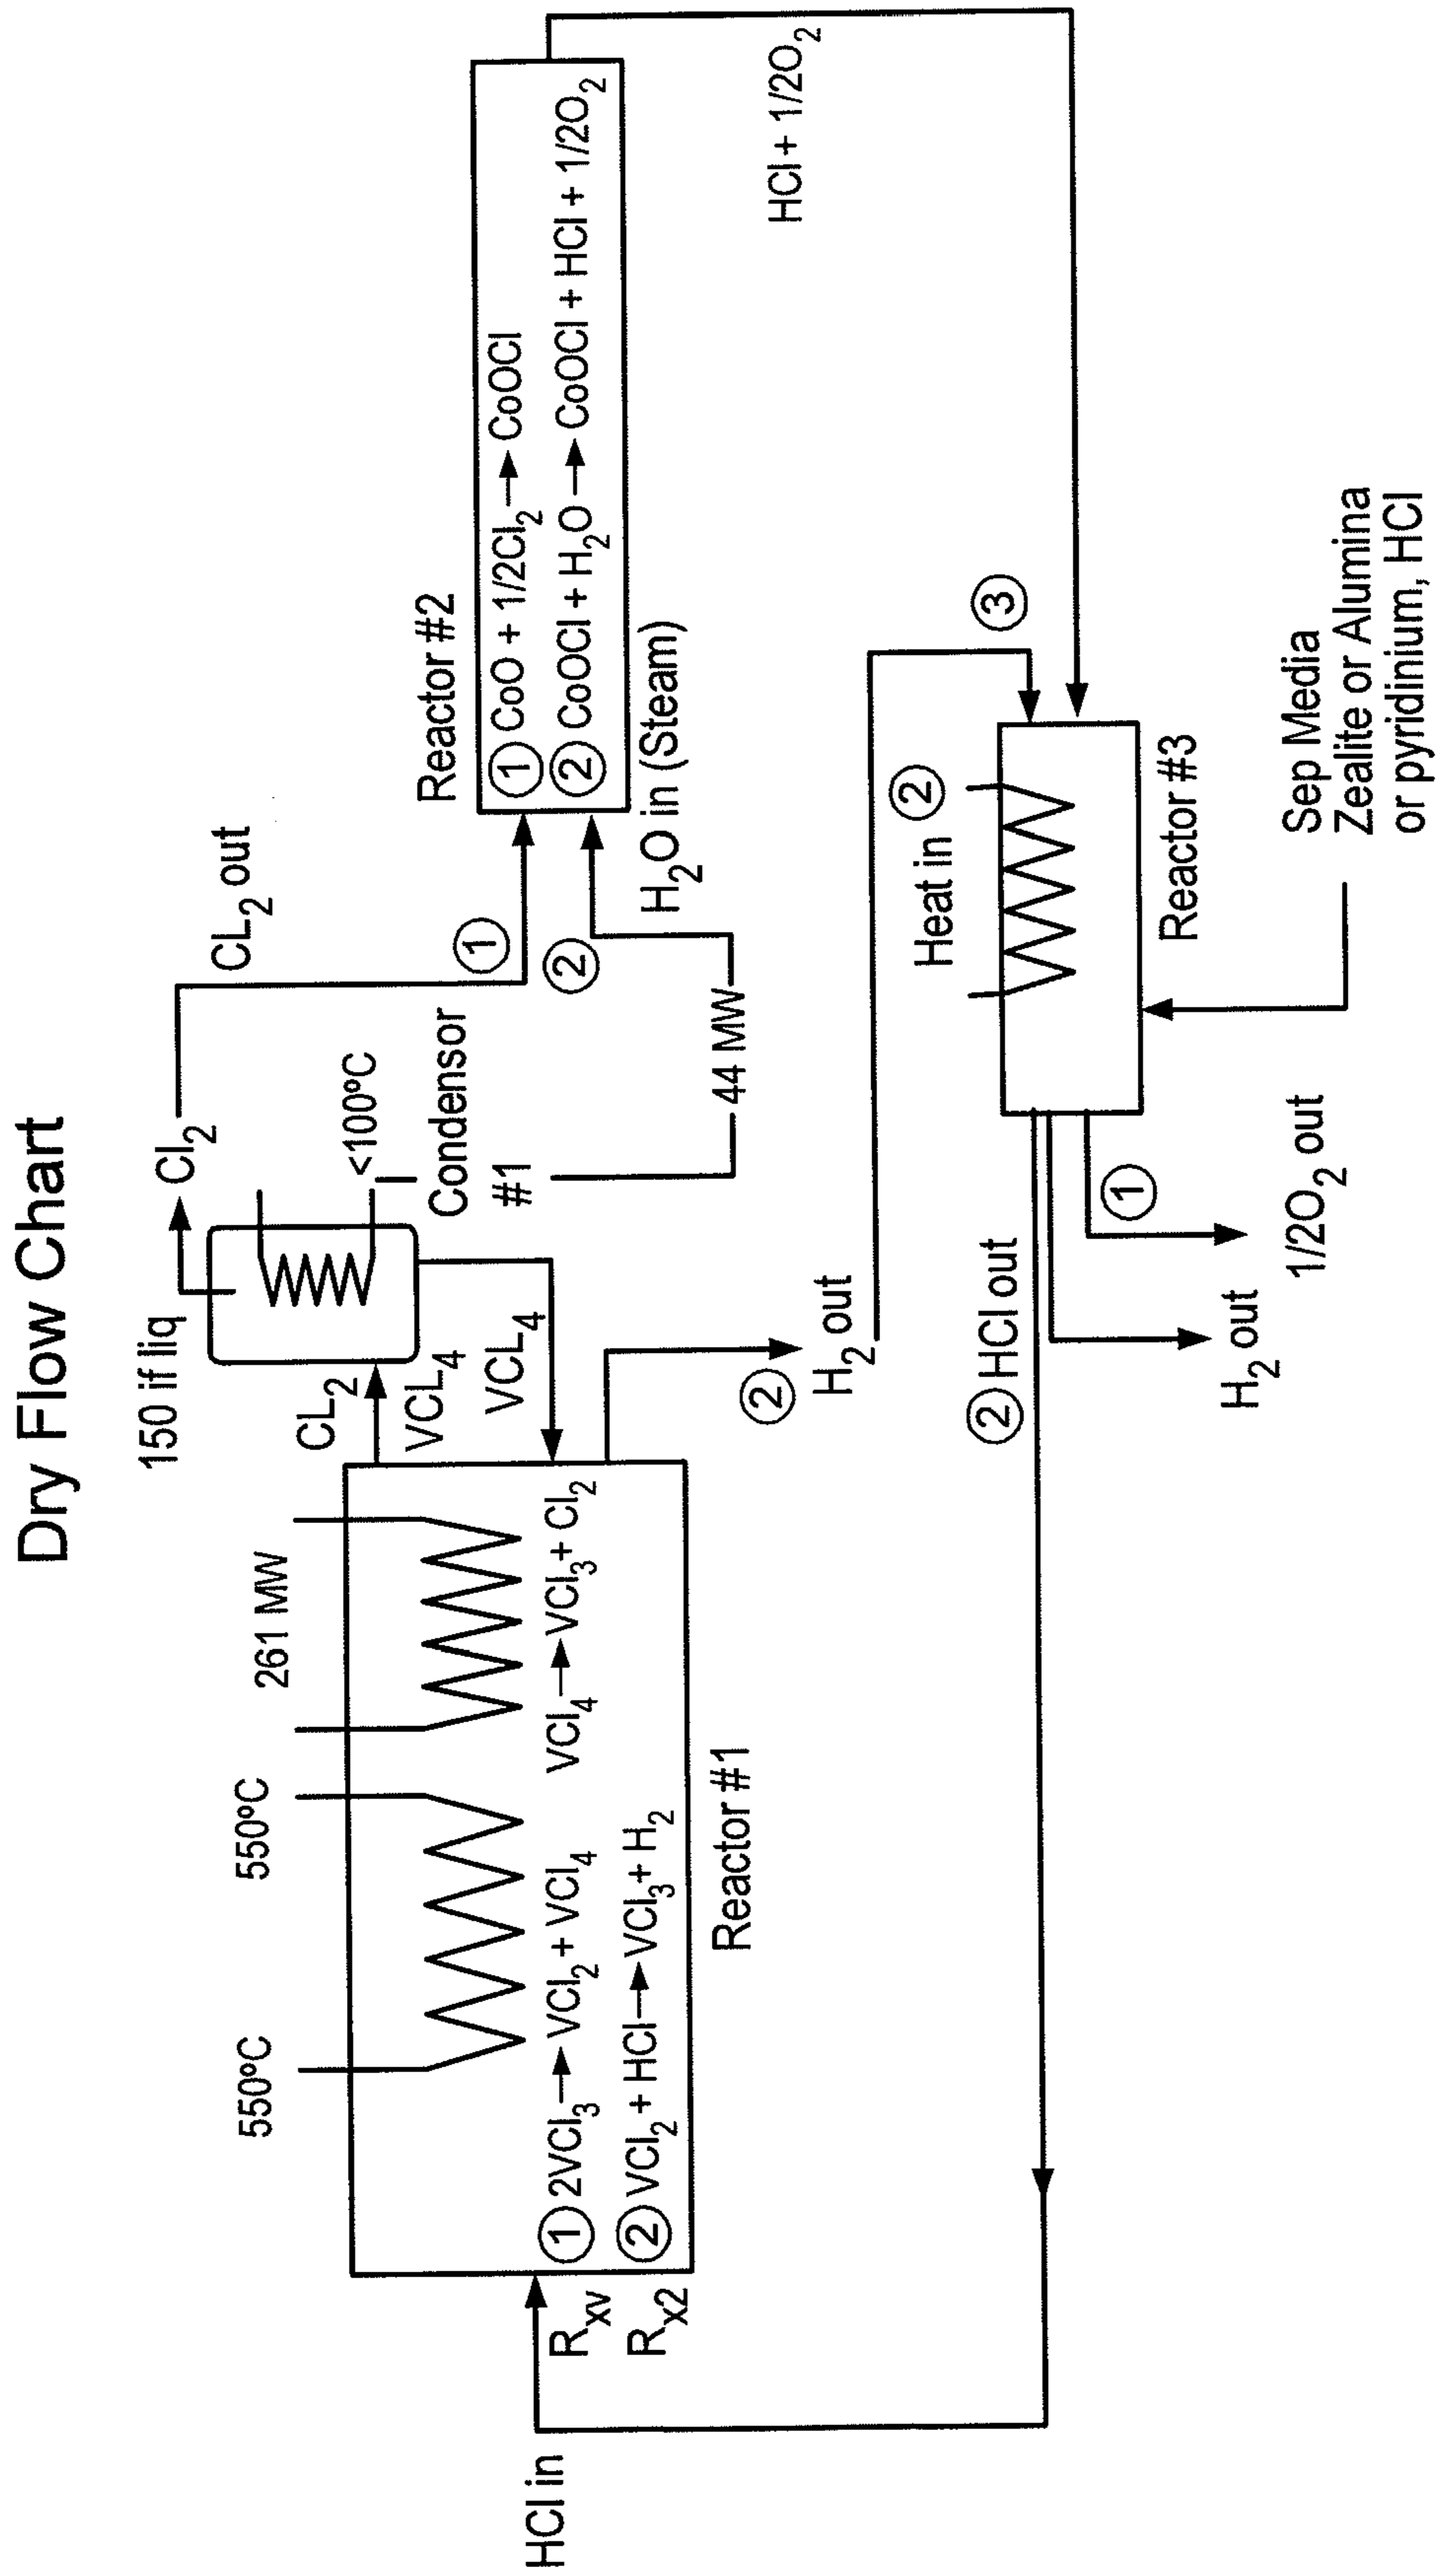 Dry Flow Chart
150 if liq
Cl2
CL2 out
<100ºC
Condensor
#1
CL2
VCL4
VCL4
44 MW
①
②
H2O in (Steam)
Reactor #2
① CoO + 1/2Cl2 → CoOCl
② CoOCl + H2O → CoOCl + HCl + 1/2O2
HCl + 1/2O2
550ºC
550ºC
261 MW
HCl in
Rxv
Rx2
① 2VCl3 → VCl2 + VCl4
VCl4 → VCl3 + Cl2
② VCl2 + HCl → VCl3 + H2
Reactor #1
②
H2 out
③
Heat in ②
Reactor #3
② HCl out
①
H2 out
1/2O2 out
Sep Media
Zealite or Alumina
or pyridinium, HCl